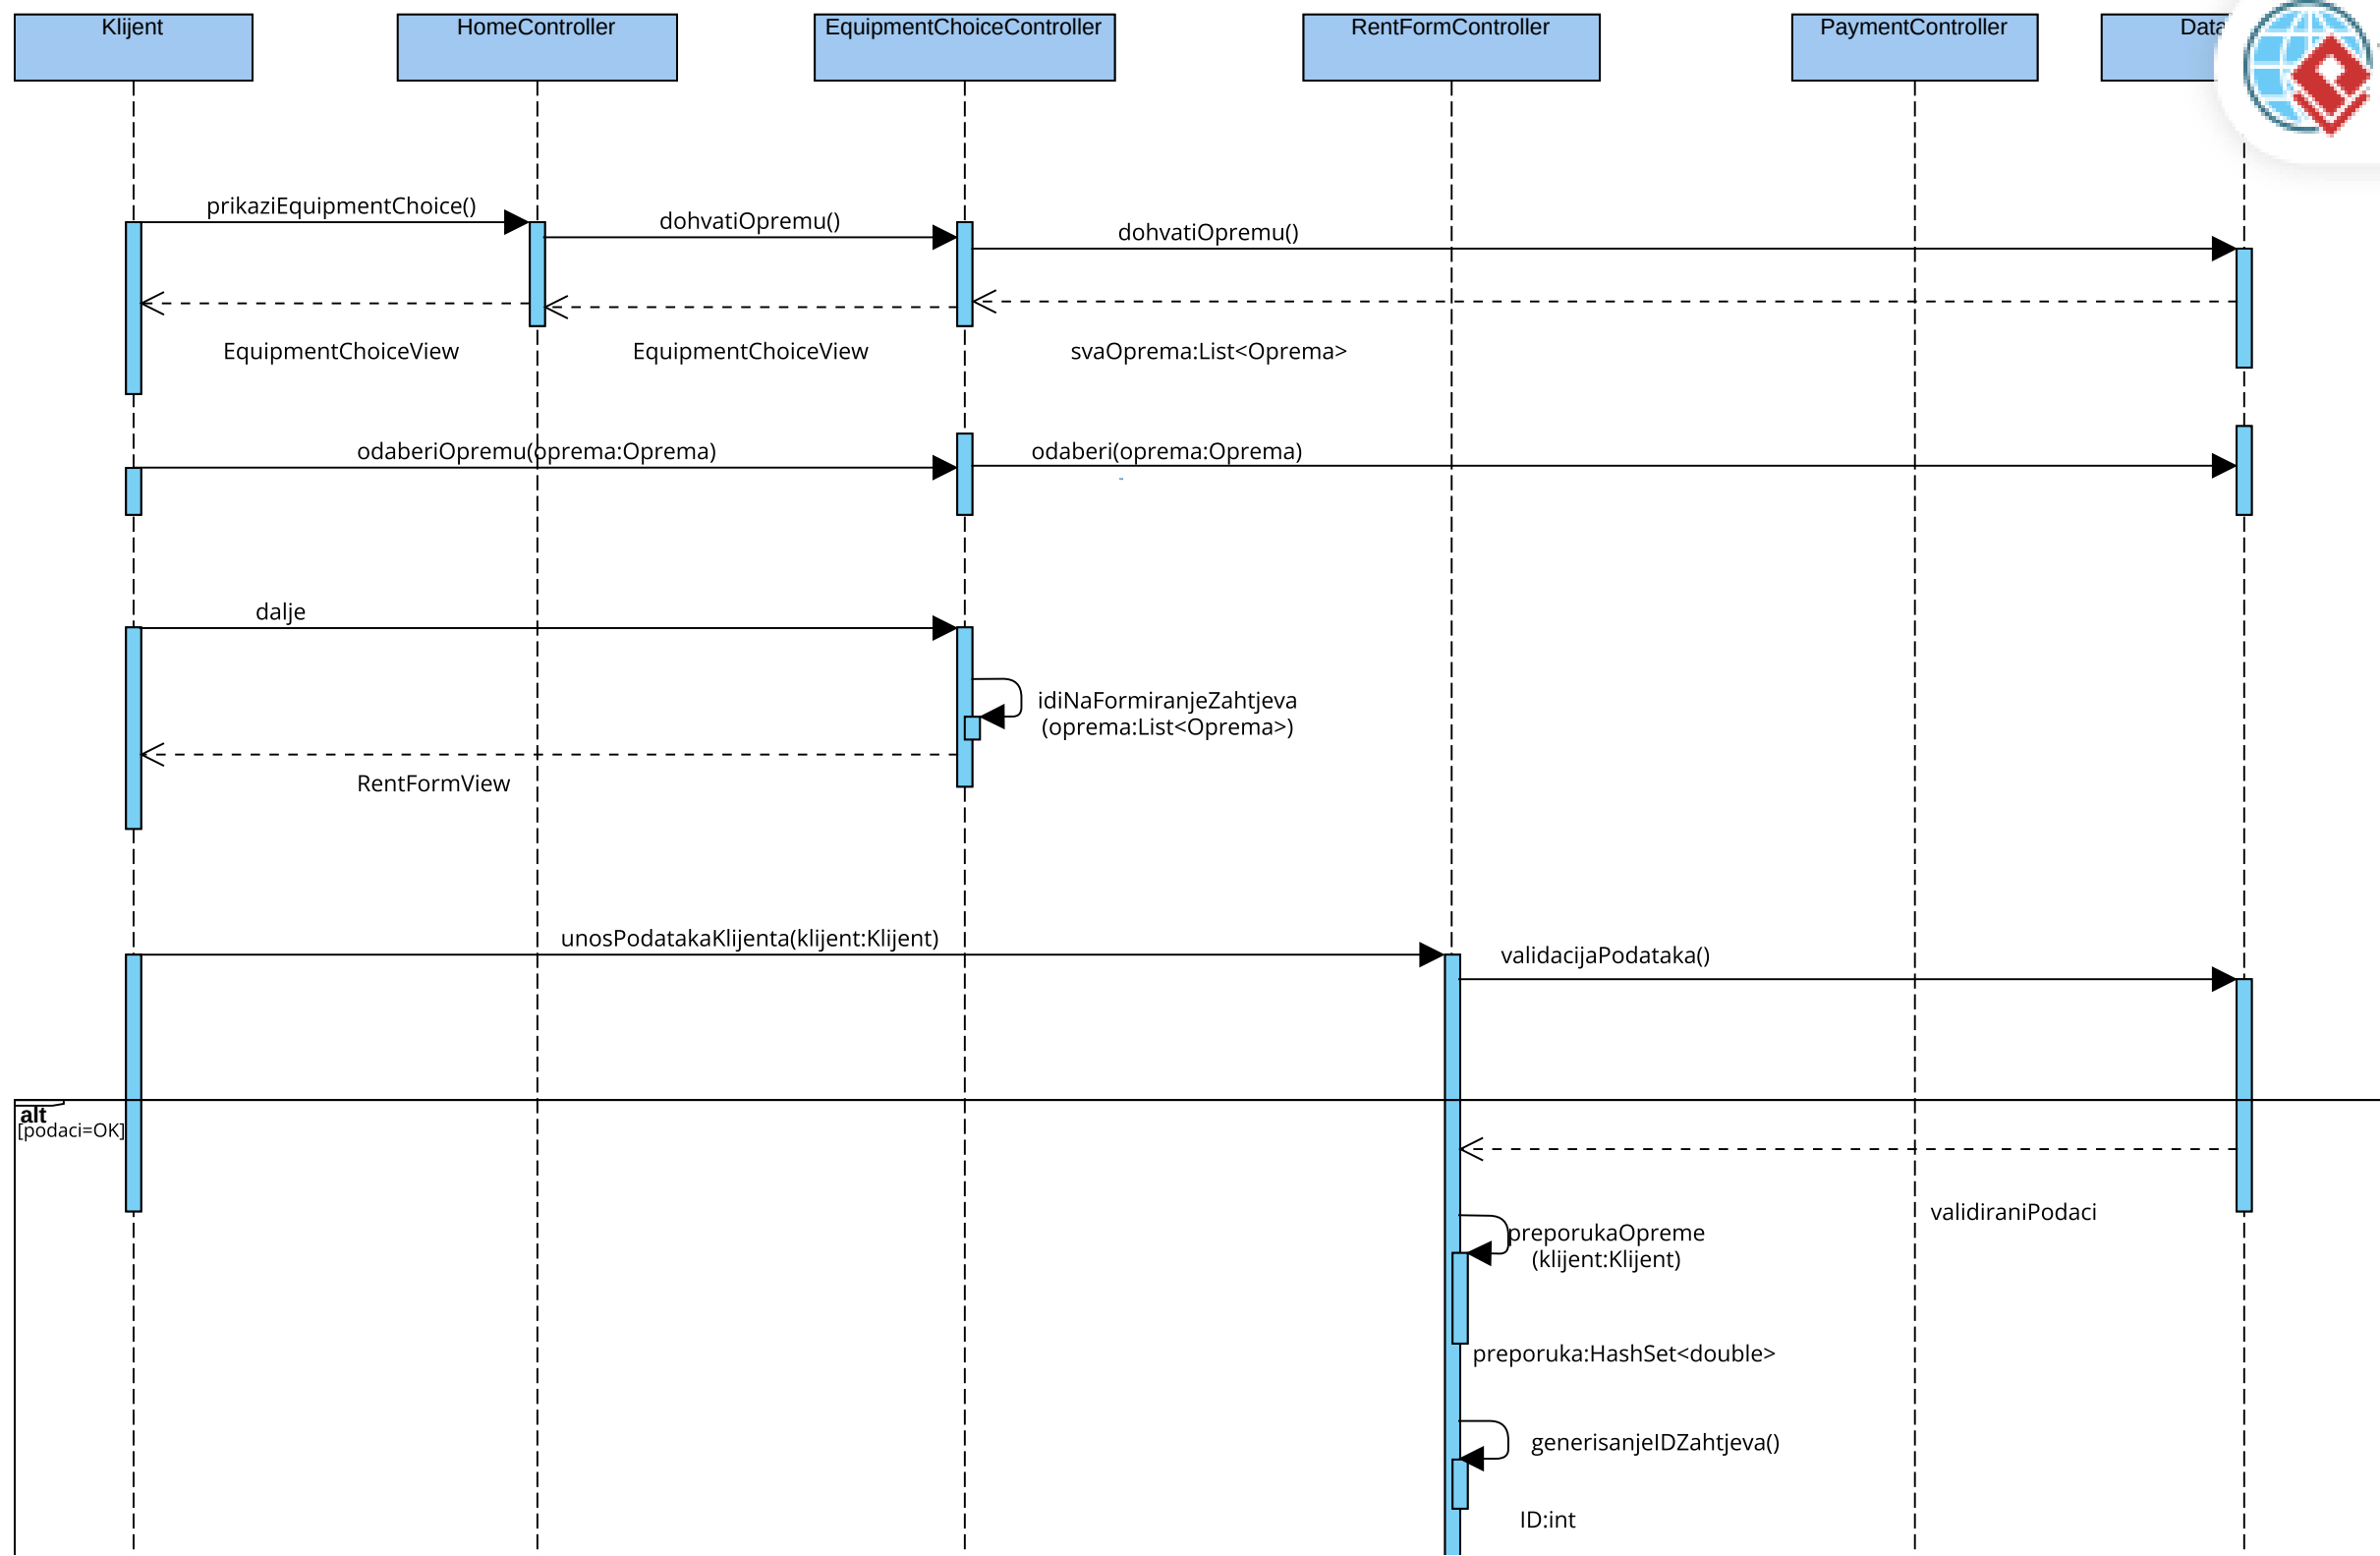 Klijent
HomeController
EquipmentChoiceController
RentFormController
PaymentController
prikaziEquipmentChoice()
dohvatiOpremu()
dohvatiOpremu()
EquipmentChoiceView
EquipmentChoiceView
svaOprema:List<Oprema>
odaberiOpremu(oprema:Oprema)
odaberi(oprema:Oprema)
dalje
idiNaFormiranjeZahtjeva
(oprema:List<Oprema>)
RentFormView
unosPodatakaKlijenta(klijent:Klijent)
validacijaPodataka()
alt
[podaci=OK]
validiraniPodaci
preporukaOpreme
(klijent:Klijent)
preporuka:HashSet<double>
generisanjeIDZahtjeva()
ID:int